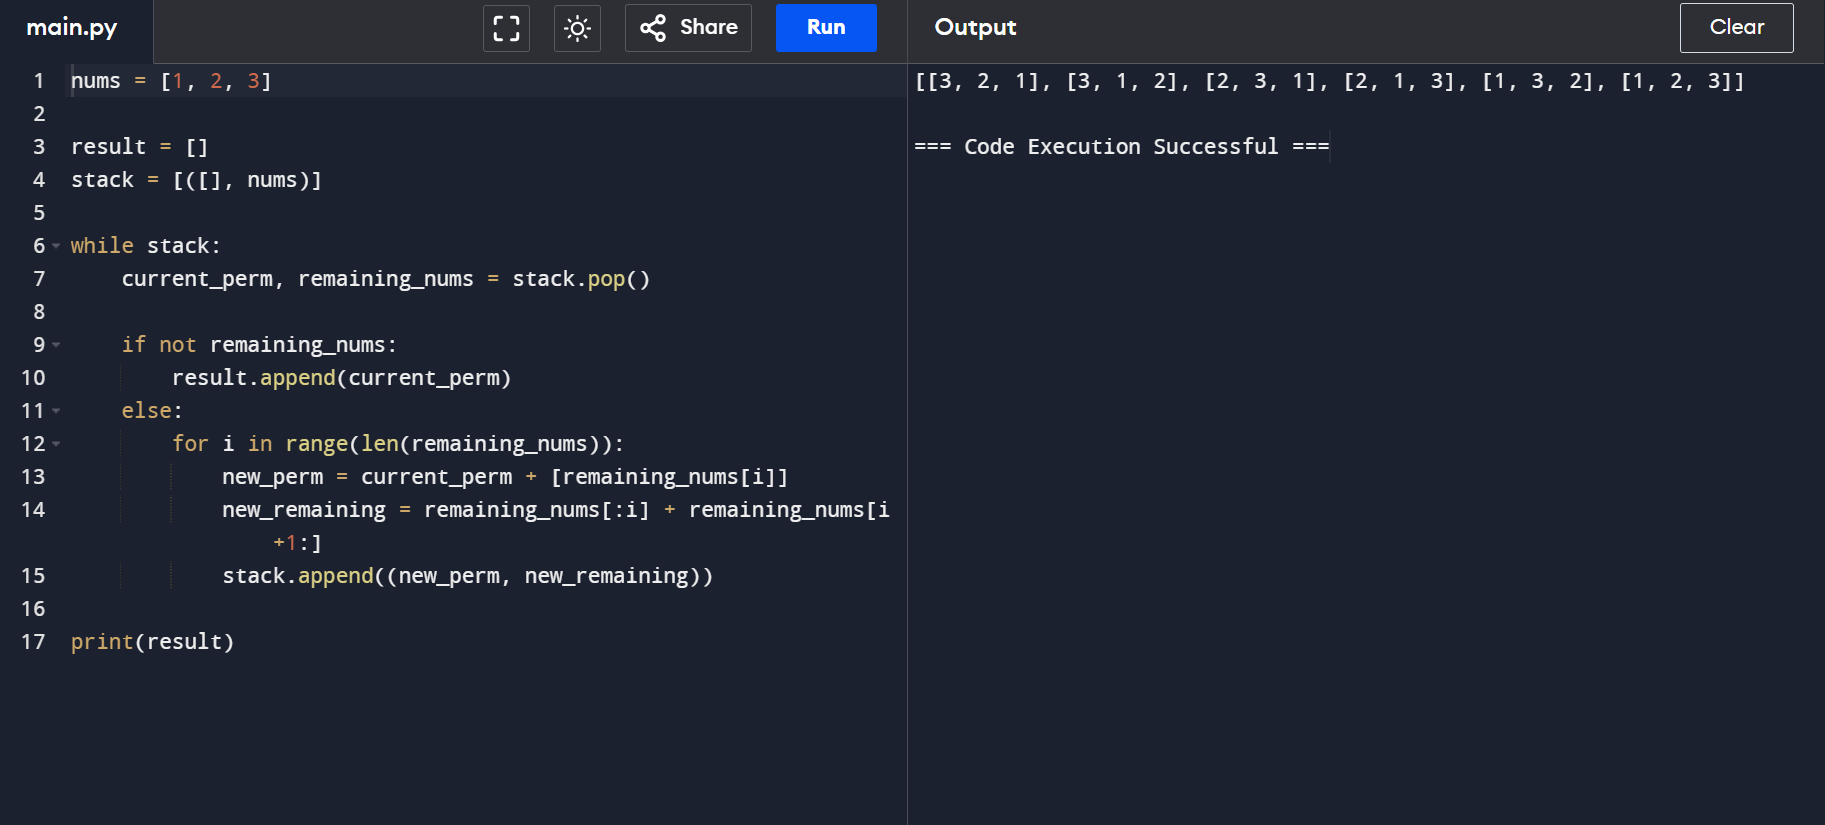 main.py Share Run Output Clear
1 nums = [1, 2, 3]
2
3 result = []
4 stack = [([], nums)]
5
6 while stack:
7     current_perm, remaining_nums = stack.pop()
8
9     if not remaining_nums:
10         result.append(current_perm)
11     else:
12         for i in range(len(remaining_nums)):
13             new_perm = current_perm + [remaining_nums[i]]
14             new_remaining = remaining_nums[:i] + remaining_nums[i
+1:]
15             stack.append((new_perm, new_remaining))
16
17 print(result)
[[3, 2, 1], [3, 1, 2], [2, 3, 1], [2, 1, 3], [1, 3, 2], [1, 2, 3]]
=== Code Execution Successful ===